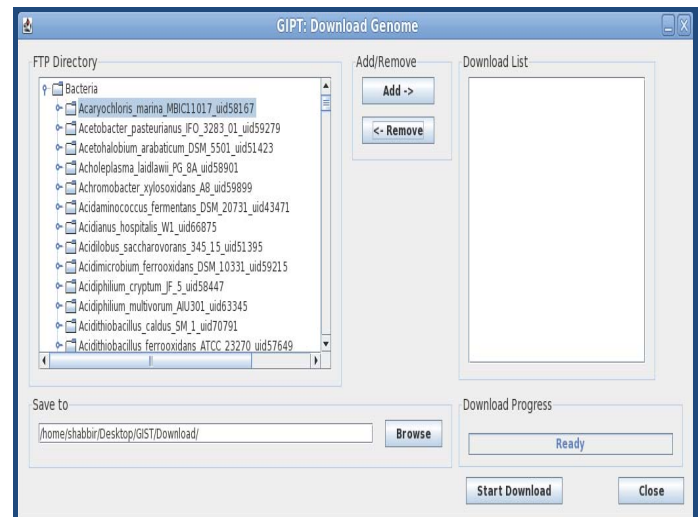 GIPT: Download Genome
FTP Directory
Bacteria
Acaryochloris_marina_MBIC11017_uid58167
Acetobacter_pasteurianus_IFO_3283_01_uid59279
Acetohalobium_arabaticum_DSM_5501_uid51423
Acholeplasma_laidlawii_PG_8A_uid58901
Achromobacter_xylosoxidans_A8_uid59899
Acidaminococcus_fermentans_DSM_20731_uid43471
Acidianus_hospitalis_W1_uid66875
Acidilobus_saccharovorans_345_15_uid51395
Acidimicrobium_ferrooxidans_DSM_10331_uid59215
Acidiphilium_cryptum_JF_5_uid58447
Acidiphilium_multivorum_AIU301_uid63345
Acidithiobacillus_caldus_SM_1_uid70791
Acidithiobacillus_ferrooxidans_ATCC_23270_uid57649
Add/Remove
Add ->
<- Remove
Download List
Save to
/home/shabbir/Desktop/GIST/Download/
Browse
Download Progress
Ready
Start Download
Close